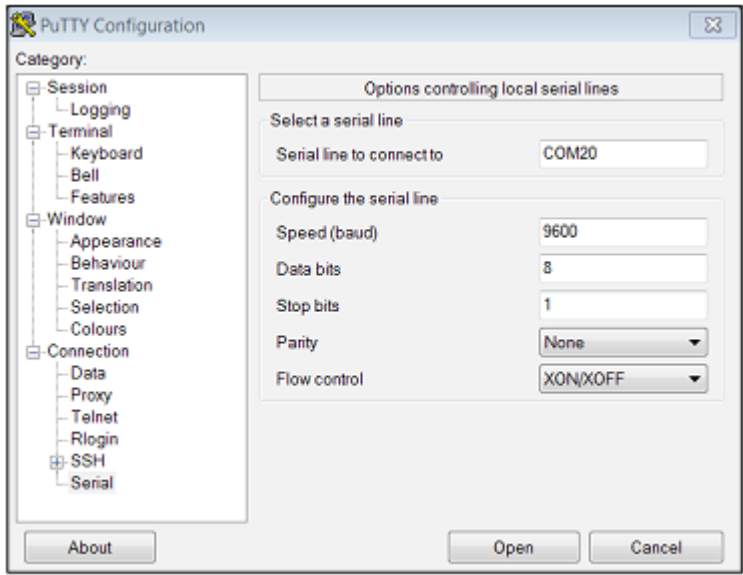 PuTTY Configuration
Category:
Session
Logging
Terminal
Keyboard
Bell
Features
Window
Appearance
Behaviour
Translation
Selection
Colours
Connection
Data
Proxy
Telnet
Rlogin
SSH
Serial
Options controlling local serial lines
Select a serial line
Serial line to connect to COM20
Configure the serial line
Speed (baud) 9600
Data bits 8
Stop bits 1
Parity None
Flow control XON/XOFF
About Open Cancel